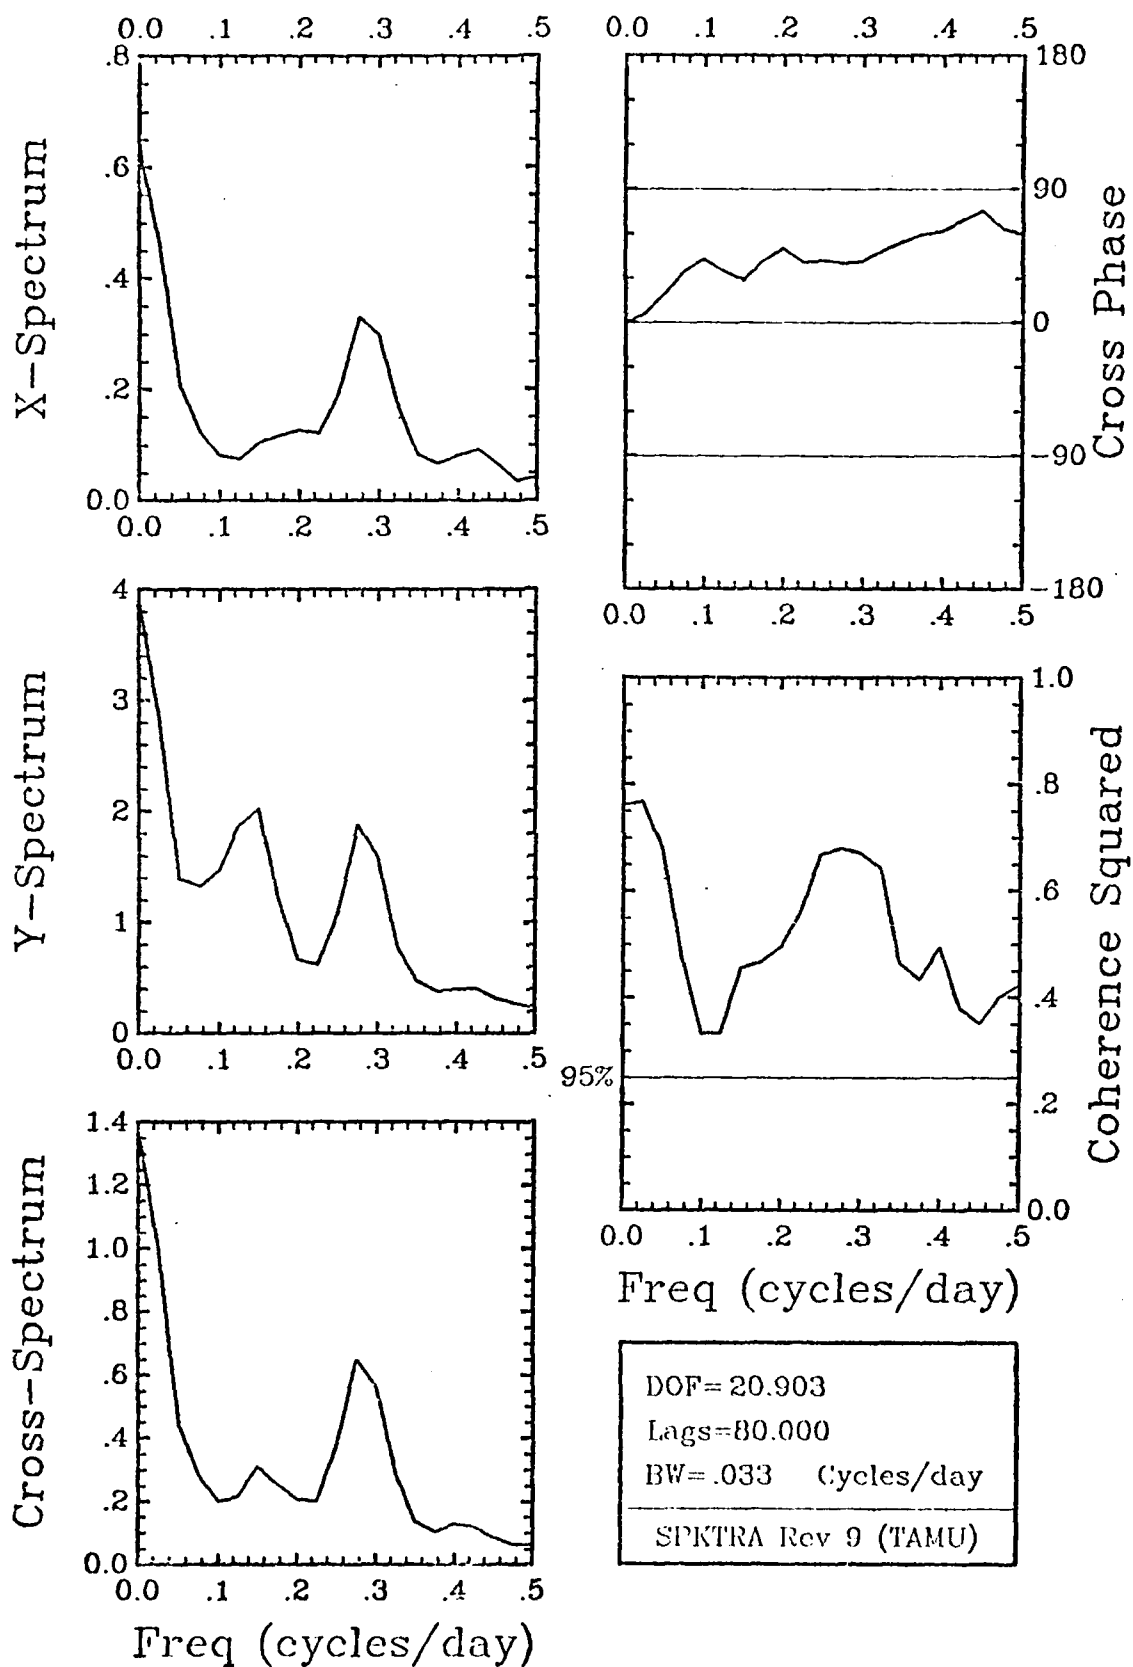 0.0 .1 .2 .3 .4 .5
.8
.6
.4
.2
0.0
0.0 .1 .2 .3 .4 .5
X-Spectrum
4
3
2
1
0
0.0 .1 .2 .3 .4 .5
Y-Spectrum
1.4
1.2
1.0
.8
.6
.4
.2
0.0
0.0 .1 .2 .3 .4 .5
Cross-Spectrum
Freq (cycles/day)
0.0 .1 .2 .3 .4 .5
180
90
0
-90
-180
0.0 .1 .2 .3 .4 .5
Cross Phase
1.0
.8
.6
.4
.2
0.0
95%
0.0 .1 .2 .3 .4 .5
Coherence Squared
Freq (cycles/day)
DOF=20.903
Lags=80.000
BW=.033 Cycles/day
SPKTRA Rev 9 (TAMU)